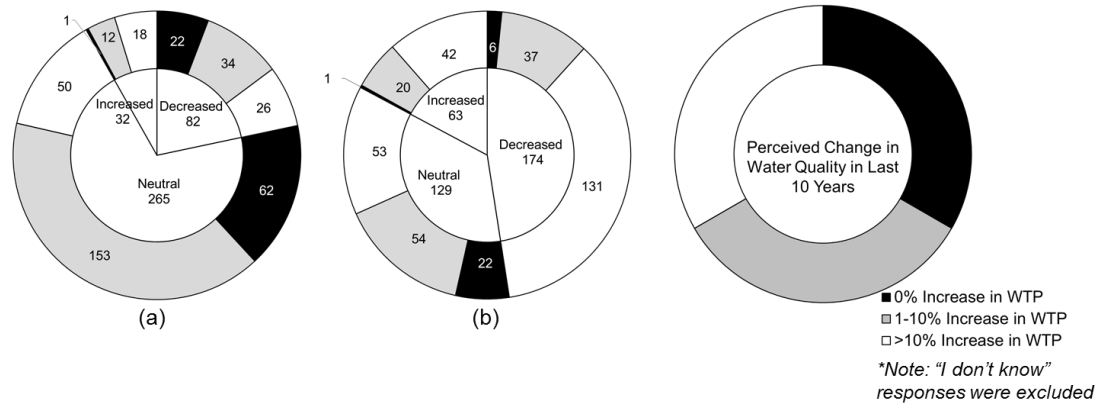 1
12
18
22
34
26
50
Increased
32
Decreased
82
Neutral
265
62
153
(a)
6
42
37
20
1
Increased
63
Decreased
174
53
Neutral
129
131
54
22
(b)
Perceived Change in
Water Quality in Last
10 Years
0% Increase in WTP
1-10% Increase in WTP
>10% Increase in WTP
*Note: “I don’t know”
responses were excluded